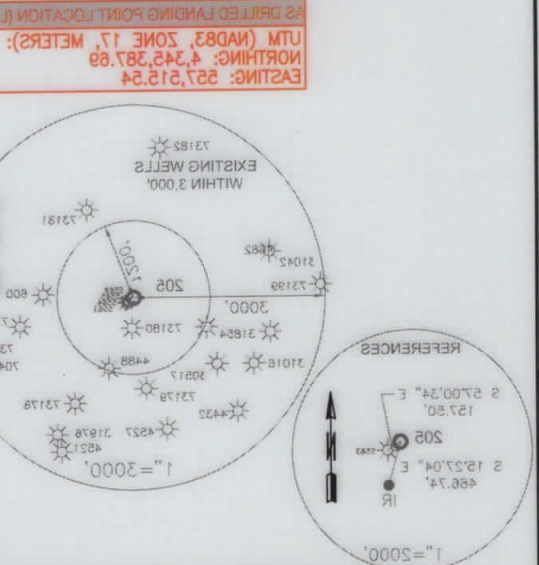 AS DRILLED LANDING POINT LOCATION
UTM (NAD83, ZONE 17, METERS):
NORTHING: 4,345,387.69
EASTING: 557,515.54
73182
EXISTING WELLS
WITHIN 3,000'
73181
1200'
31042
73199
205
600
3000'
73180
31854
31016
4488
30517
73179
73178
4432
4527
31976
4521
1"=3000'
REFERENCES
S 57°00'34" E
157.50'
205
N
S 15°27'04" E
466.74'
IR
1"=2000'